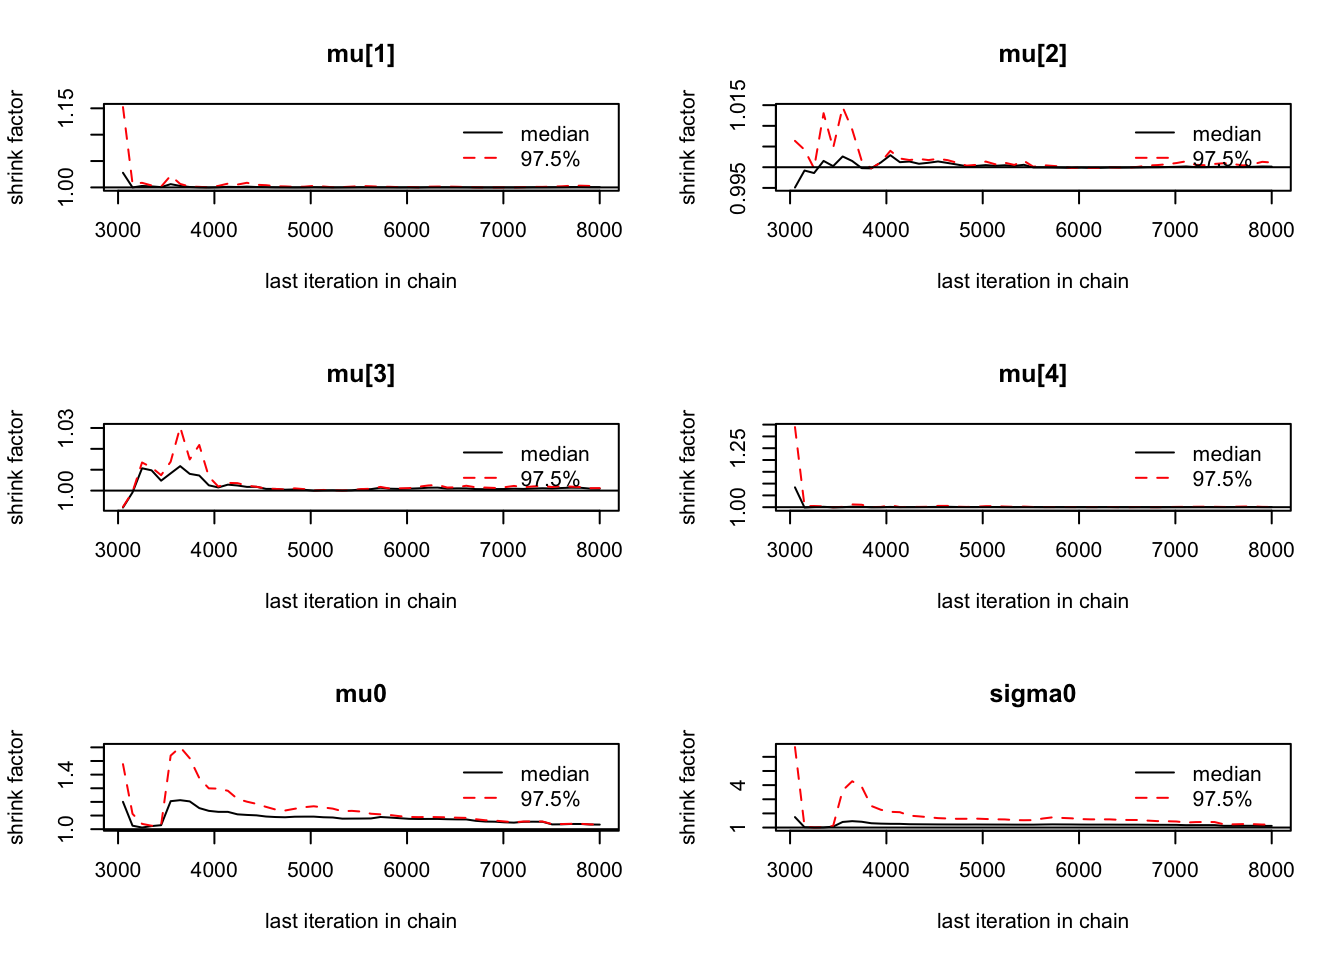 mu[1]
shrink factor
1.15
1.00
median
97.5%
3000 4000 5000 6000 7000 8000
last iteration in chain
mu[2]
shrink factor
1.015
0.995
median
97.5%
3000 4000 5000 6000 7000 8000
last iteration in chain
mu[3]
shrink factor
1.03
1.00
median
97.5%
3000 4000 5000 6000 7000 8000
last iteration in chain
mu[4]
shrink factor
1.25
1.00
median
97.5%
3000 4000 5000 6000 7000 8000
last iteration in chain
mu0
shrink factor
1.4
1.0
median
97.5%
3000 4000 5000 6000 7000 8000
last iteration in chain
sigma0
shrink factor
4
1
median
97.5%
3000 4000 5000 6000 7000 8000
last iteration in chain